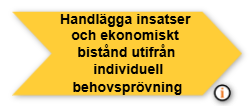 Handlägga insatser
och ekonomiskt
bistånd utifrån
individuell
behovsprövning
i